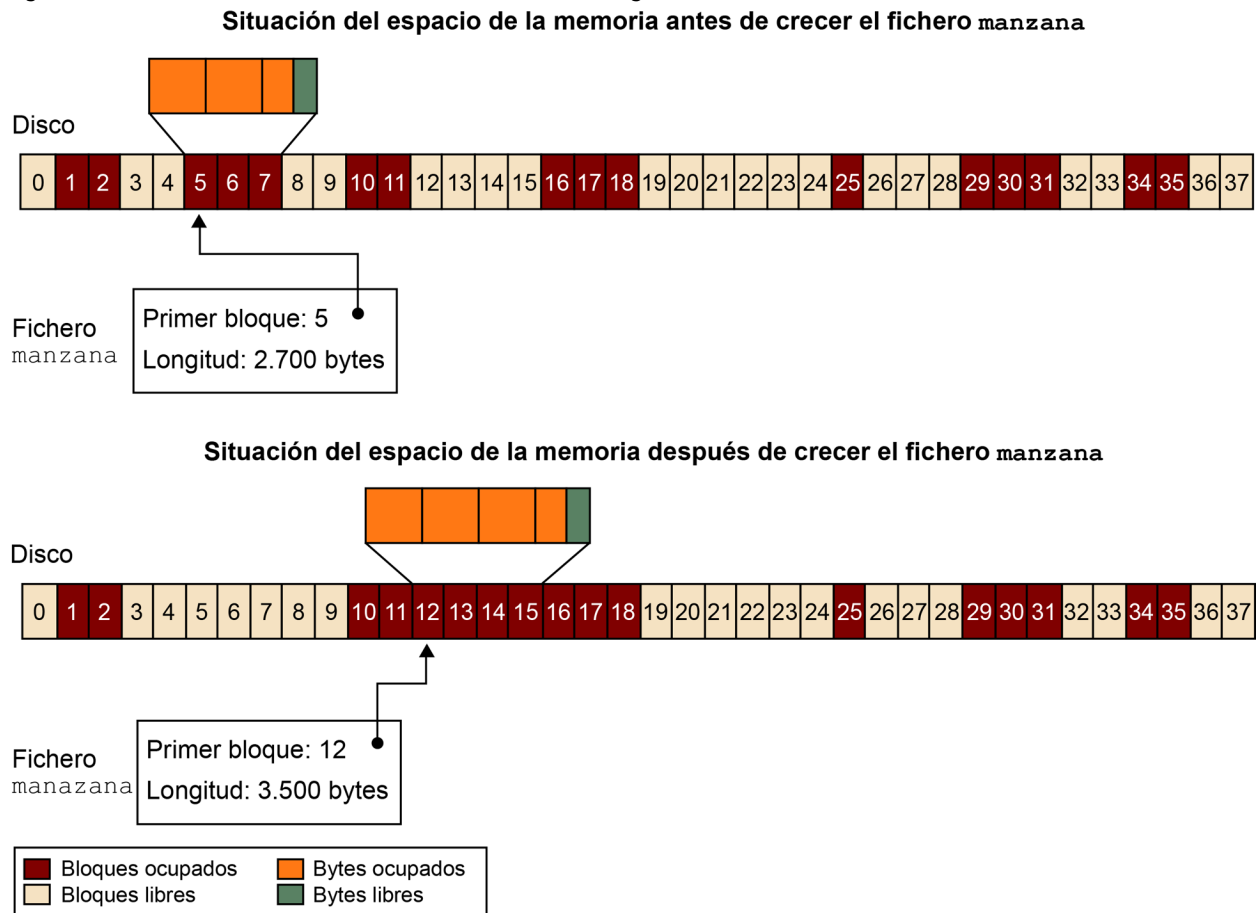 Situación del espacio de la memoria antes de crecer el fichero manzana
Disco
0 1 2 3 4 5 6 7 8 9 10 11 12 13 14 15 16 17 18 19 20 21 22 23 24 25 26 27 28 29 30 31 32 33 34 35 36 37
Primer bloque: 5
Fichero
manzana
Longitud: 2.700 bytes
Situación del espacio de la memoria después de crecer el fichero manzana
Disco
0 1 2 3 4 5 6 7 8 9 10 11 12 13 14 15 16 17 18 19 20 21 22 23 24 25 26 27 28 29 30 31 32 33 34 35 36 37
Primer bloque: 12
Fichero
manazana
Longitud: 3.500 bytes
Bloques ocupados
Bytes ocupados
Bloques libres
Bytes libres